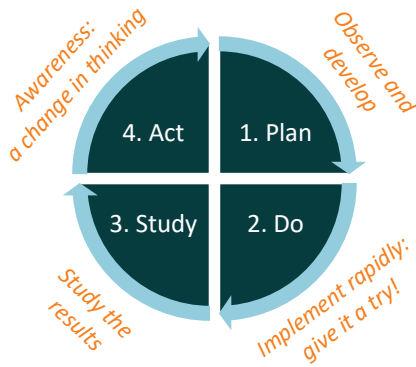 Awareness:
a change in thinking
Observe and
develop
4. Act
1. Plan
3. Study
2. Do
Study the
results
Implement rapidly:
give it a try!